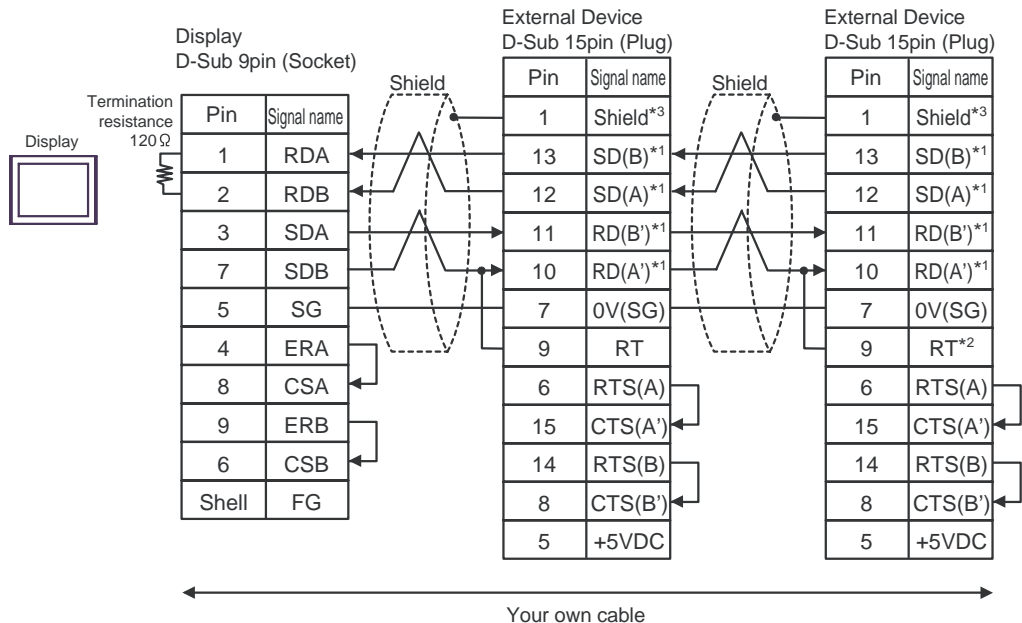 Display
D-Sub 9pin (Socket)
External Device
D-Sub 15pin (Plug)
External Device
D-Sub 15pin (Plug)
Display
Termination
resistance
120Ω
Shield
Shield
Pin Signal name
1 RDA
2 RDB
3 SDA
7 SDB
5 SG
4 ERA
8 CSA
9 ERB
6 CSB
Shell FG
Pin Signal name
1 Shield*3
13 SD(B)*1
12 SD(A)*1
11 RD(B')*1
10 RD(A')*1
7 0V(SG)
9 RT
6 RTS(A)
15 CTS(A')
14 RTS(B)
8 CTS(B')
5 +5VDC
Pin Signal name
1 Shield*3
13 SD(B)*1
12 SD(A)*1
11 RD(B')*1
10 RD(A')*1
7 0V(SG)
9 RT*2
6 RTS(A)
15 CTS(A')
14 RTS(B)
8 CTS(B')
5 +5VDC
Your own cable